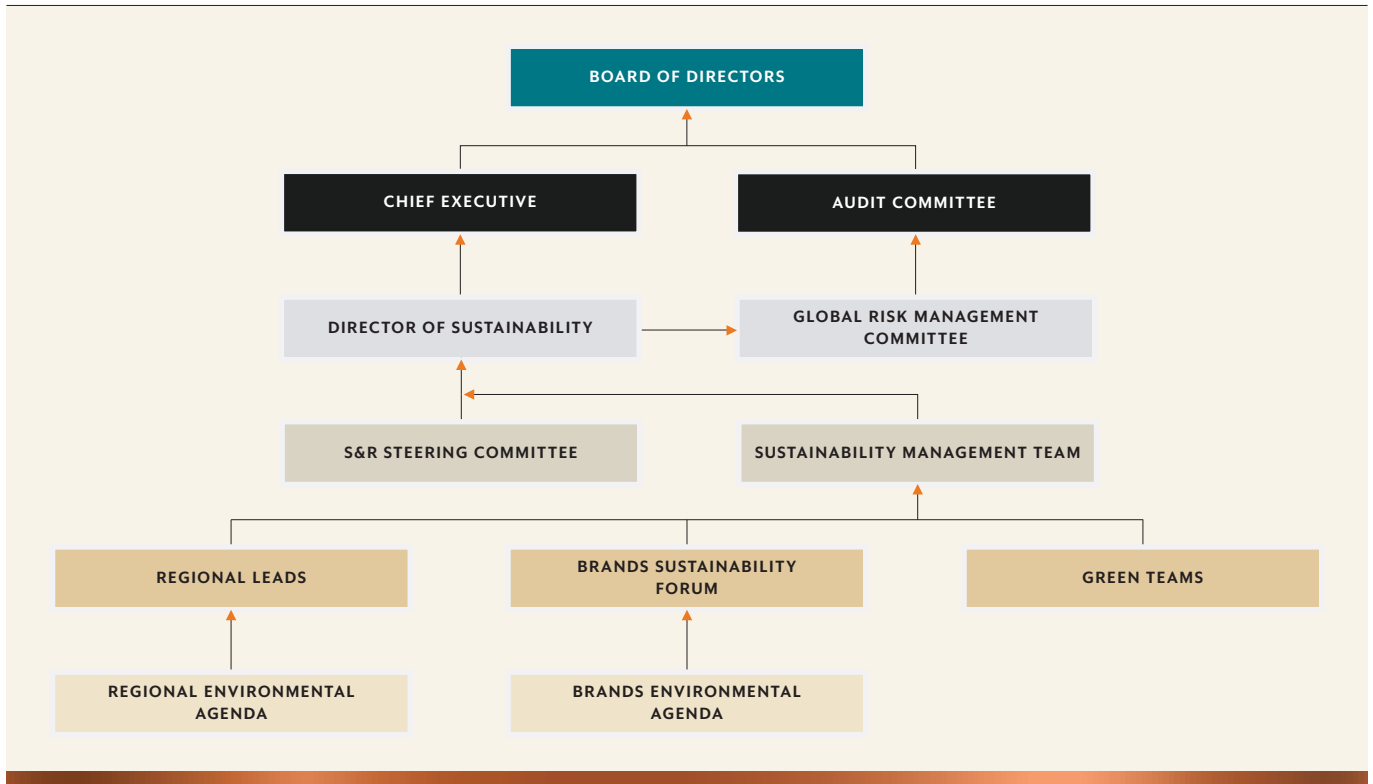 BOARD OF DIRECTORS
CHIEF EXECUTIVE
AUDIT COMMITTEE
DIRECTOR OF SUSTAINABILITY
GLOBAL RISK MANAGEMENT
COMMITTEE
S&R STEERING COMMITTEE
SUSTAINABILITY MANAGEMENT TEAM
REGIONAL LEADS
BRANDS SUSTAINABILITY
FORUM
GREEN TEAMS
REGIONAL ENVIRONMENTAL
AGENDA
BRANDS ENVIRONMENTAL
AGENDA